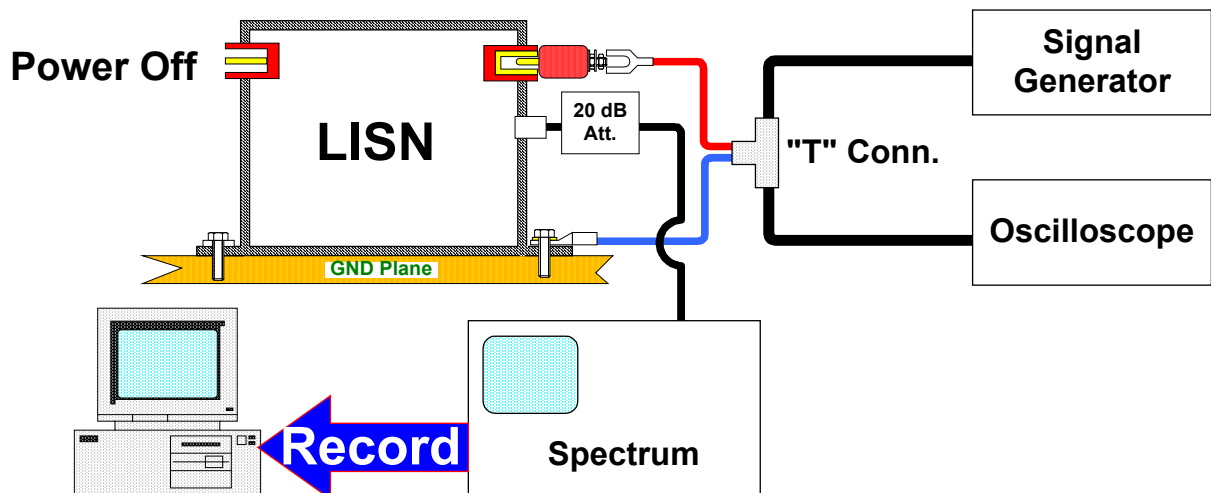 Power Off
LISN
20 dB
Att.
Signal
Generator
"T" Conn.
Oscilloscope
GND Plane
Record
Spectrum